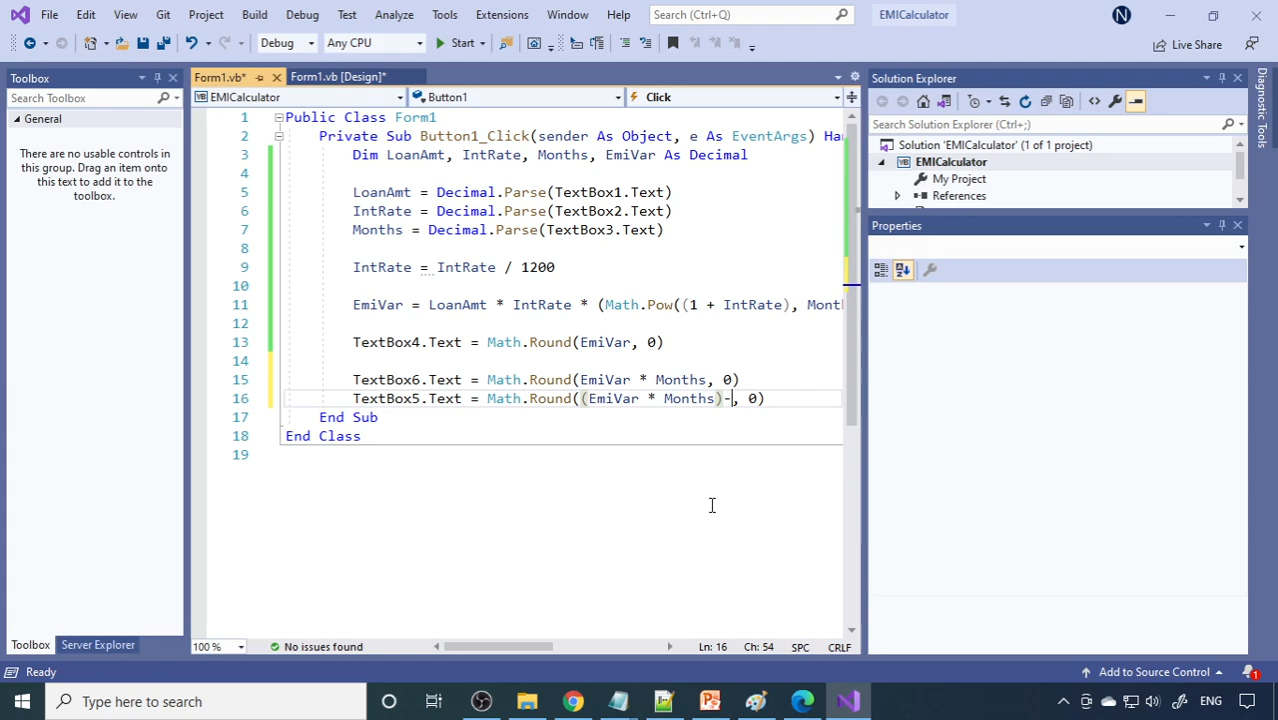 File Edit View Git Project Build Debug Test Analyze Tools Extensions Window Help Search (Ctrl+Q) EMICalculator N
Debug Any CPU Start Live Share
Toolbox
Search Toolbox
General
There are no usable controls in
this group. Drag an item onto
this text to add it to the
toolbox.
Toolbox Server Explorer
Form1.vb* Form1.vb [Design]*
EMICalculator Button1 Click
1 Public Class Form1
2 Private Sub Button1_Click(sender As Object, e As EventArgs) Han
3 Dim LoanAmt, IntRate, Months, EmiVar As Decimal
4
5 LoanAmt = Decimal.Parse(TextBox1.Text)
6 IntRate = Decimal.Parse(TextBox2.Text)
7 Months = Decimal.Parse(TextBox3.Text)
8
9 IntRate = IntRate / 1200
10
11 EmiVar = LoanAmt * IntRate * (Math.Pow((1 + IntRate), Month
12
13 TextBox4.Text = Math.Round(EmiVar, 0)
14
15 TextBox6.Text = Math.Round(EmiVar * Months, 0)
16 TextBox5.Text = Math.Round((EmiVar * Months)-, 0)
17 End Sub
18 End Class
19
100 % No issues found Ln: 16 Ch: 54 SPC CRLF
Solution Explorer
Search Solution Explorer (Ctrl+;)
Solution 'EMICalculator' (1 of 1 project)
EMICalculator
My Project
References
Properties
Diagnostic Tools
Ready Add to Source Control 1
Type here to search ENG